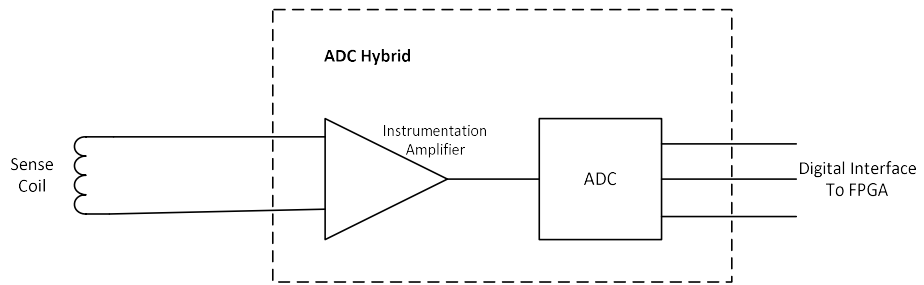 ADC Hybrid
Instrumentation
Amplifier
Sense
Coil
ADC
Digital Interface
To FPGA